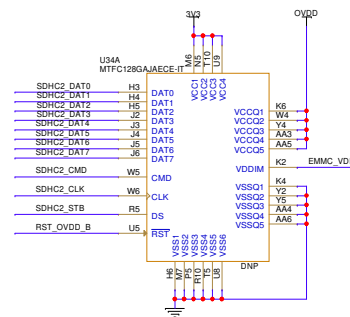 3V3
OVDD
U34A
MTFC128GAJAECE-IT
M6 N5 T10 U9
VCC1 VCC2 VCC3 VCC4
SDHC2_DAT0 H3 DAT0
SDHC2_DAT1 H4 DAT1
SDHC2_DAT2 H5 DAT2
SDHC2_DAT3 J2 DAT3
SDHC2_DAT4 J3 DAT4
SDHC2_DAT5 J4 DAT5
SDHC2_DAT6 J5 DAT6
SDHC2_DAT7 J6 DAT7
SDHC2_CMD W5 CMD
SDHC2_CLK W6 CLK
SDHC2_STB R5 DS
RST_OVDD_B U5 RST
VCCQ1 K6
VCCQ2 W4
VCCQ3 Y4
VCCQ4 AA3
VCCQ5 AA5
VDDIM K2 EMMC_VD
VSSQ1 K4
VSSQ2 Y2
VSSQ3 Y5
VSSQ4 AA4
VSSQ5 AA6
VSS1 VSS2 VSS3 VSS4 VSS5 VSS6
DNP
H6 M7 P5 R10 T5 U8